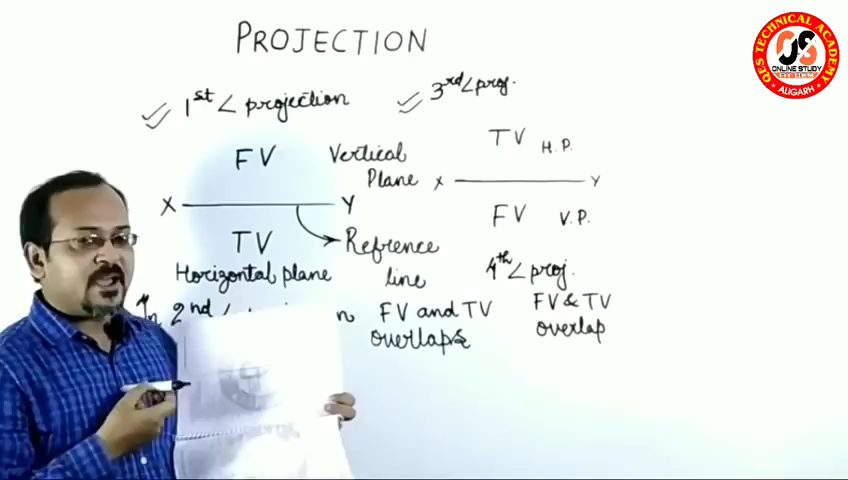 PROJECTION
1st ∠ projection
FV
Vertical
Plane
X
Y
TV
Refrence
line
Horizontal plane
In 2nd ∠
n
FV and TV
overlaps
3rd ∠ proj.
TV H.P.
X
Y
FV V.P.
4th ∠ proj.
FV & TV
overlap
QES TECHNICAL ACADEMY
QS
ONLINE STUDY
ALIGARH